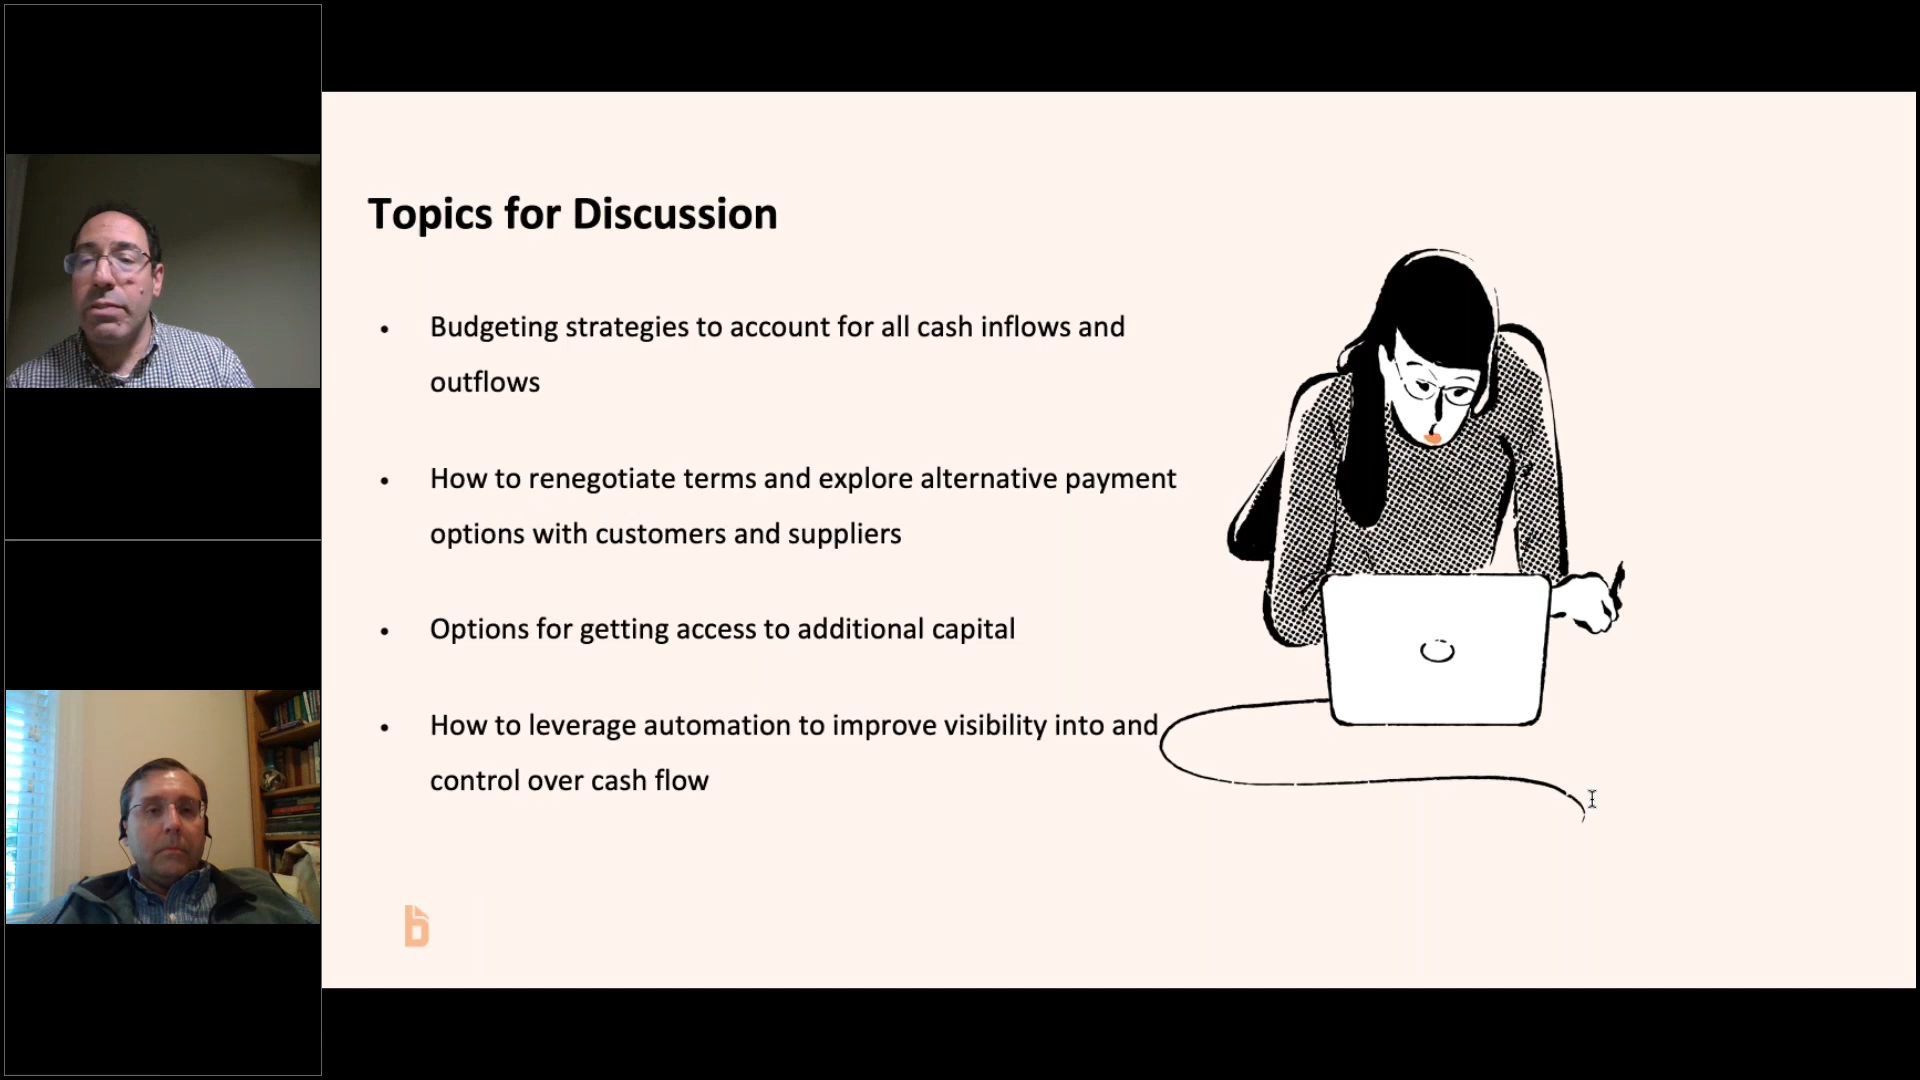 Topics for Discussion
• Budgeting strategies to account for all cash inflows and
outflows
• How to renegotiate terms and explore alternative payment
options with customers and suppliers
• Options for getting access to additional capital
• How to leverage automation to improve visibility into and
control over cash flow
b